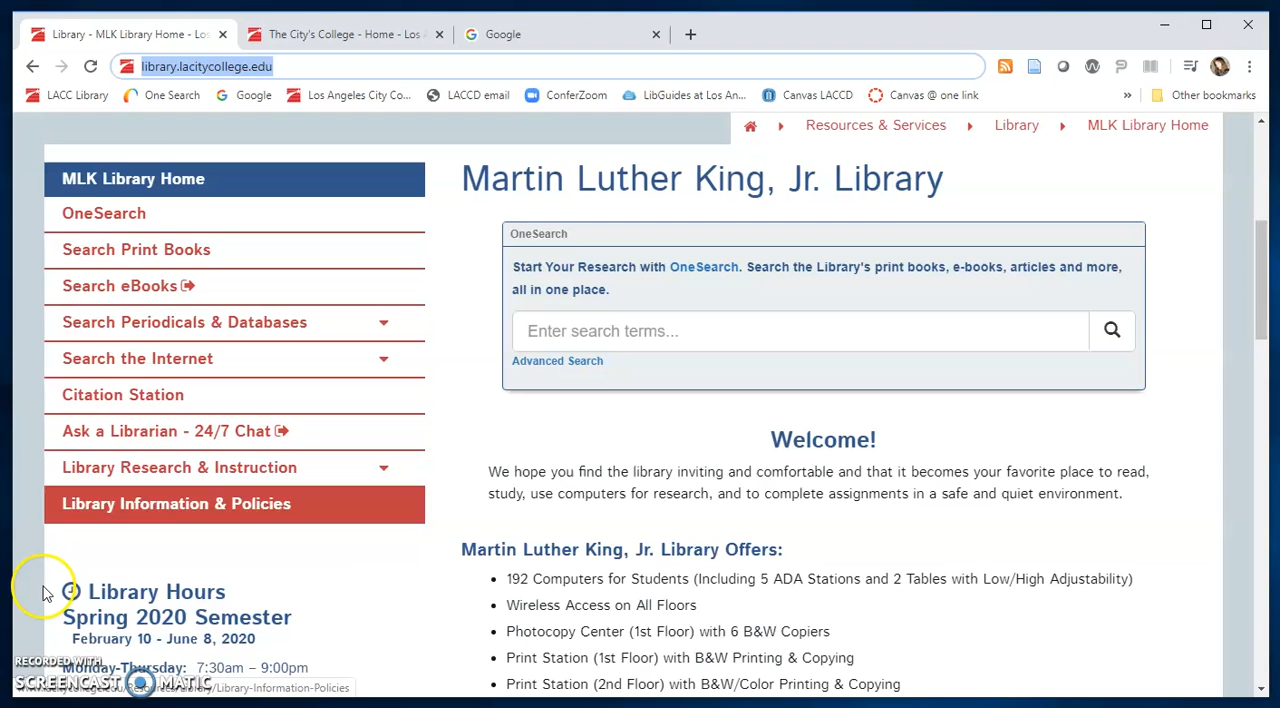 Library - MLK Library Home - Los
The City's College - Home - Los A
Google
library.lacitycollege.edu
LACC Library
One Search
Google
Los Angeles City Co...
LACCD email
ConferZoom
LibGuides at Los An...
Canvas LACCD
Canvas @ one link
»
Other bookmarks
Resources & Services
Library
MLK Library Home
MLK Library Home
OneSearch
Search Print Books
Search eBooks
Search Periodicals & Databases
Search the Internet
Citation Station
Ask a Librarian - 24/7 Chat
Library Research & Instruction
Library Information & Policies
Library Hours
Spring 2020 Semester
February 10 - June 8, 2020
Monday-Thursday: 7:30am – 9:00pm
Martin Luther King, Jr. Library
OneSearch
Start Your Research with OneSearch. Search the Library's print books, e-books, articles and more,
all in one place.
Enter search terms...
Advanced Search
Welcome!
We hope you find the library inviting and comfortable and that it becomes your favorite place to read,
study, use computers for research, and to complete assignments in a safe and quiet environment.
Martin Luther King, Jr. Library Offers:
• 192 Computers for Students (Including 5 ADA Stations and 2 Tables with Low/High Adjustability)
• Wireless Access on All Floors
• Photocopy Center (1st Floor) with 6 B&W Copiers
• Print Station (1st Floor) with B&W Printing & Copying
• Print Station (2nd Floor) with B&W/Color Printing & Copying
RECORDED WITH
SCREENCAST MATIC